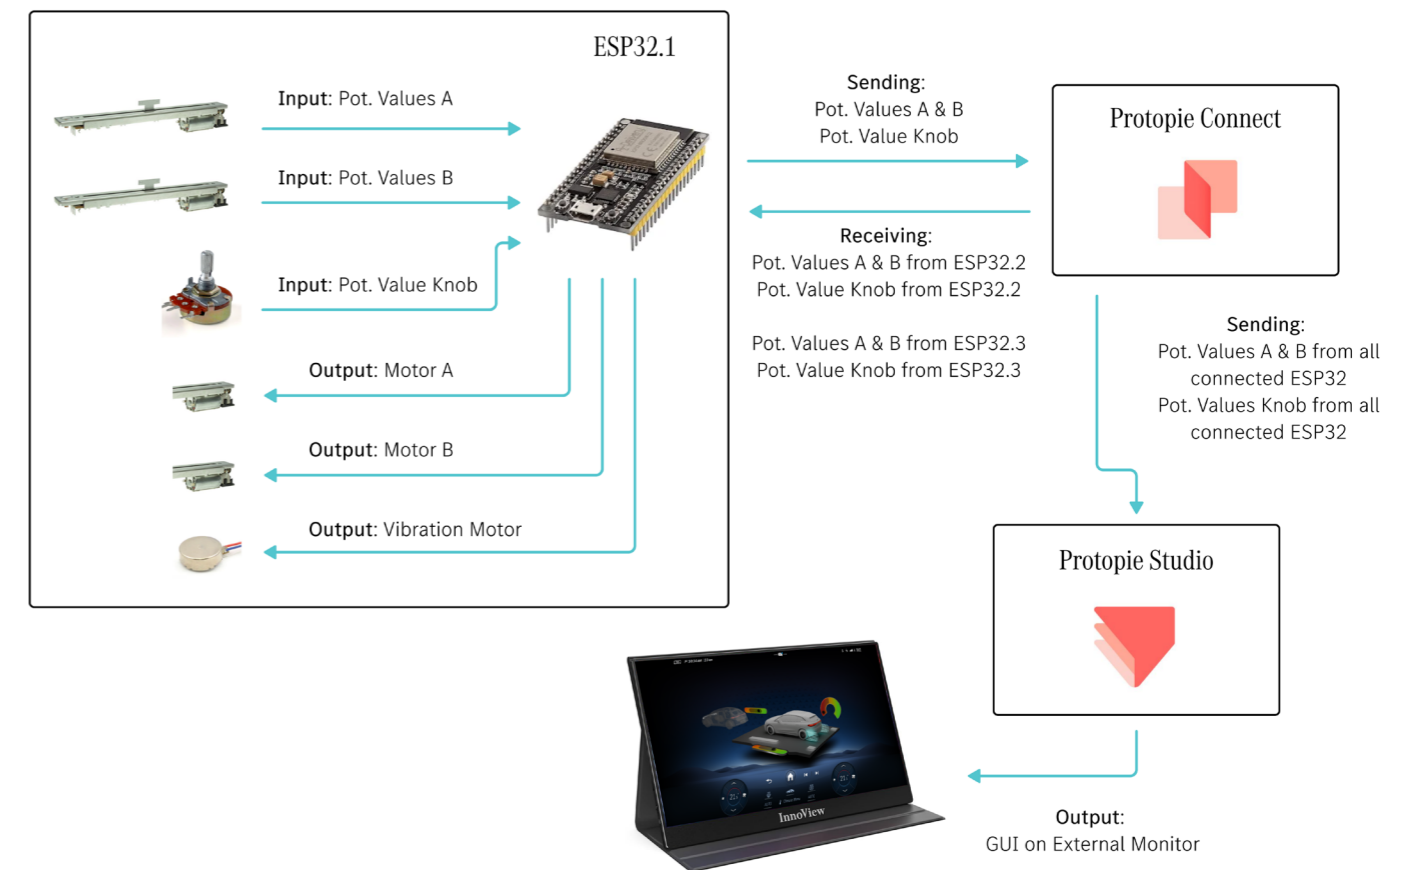 ESP32.1
Input: Pot. Values A
Input: Pot. Values B
Input: Pot. Value Knob
Output: Motor A
Output: Motor B
Output: Vibration Motor
Sending:
Pot. Values A & B
Pot. Value Knob
Receiving:
Pot. Values A & B from ESP32.2
Pot. Value Knob from ESP32.2
Pot. Values A & B from ESP32.3
Pot. Value Knob from ESP32.3
Protopie Connect
Sending:
Pot. Values A & B from all
connected ESP32
Pot. Values Knob from all
connected ESP32
Protopie Studio
InnoView
Output:
GUI on External Monitor